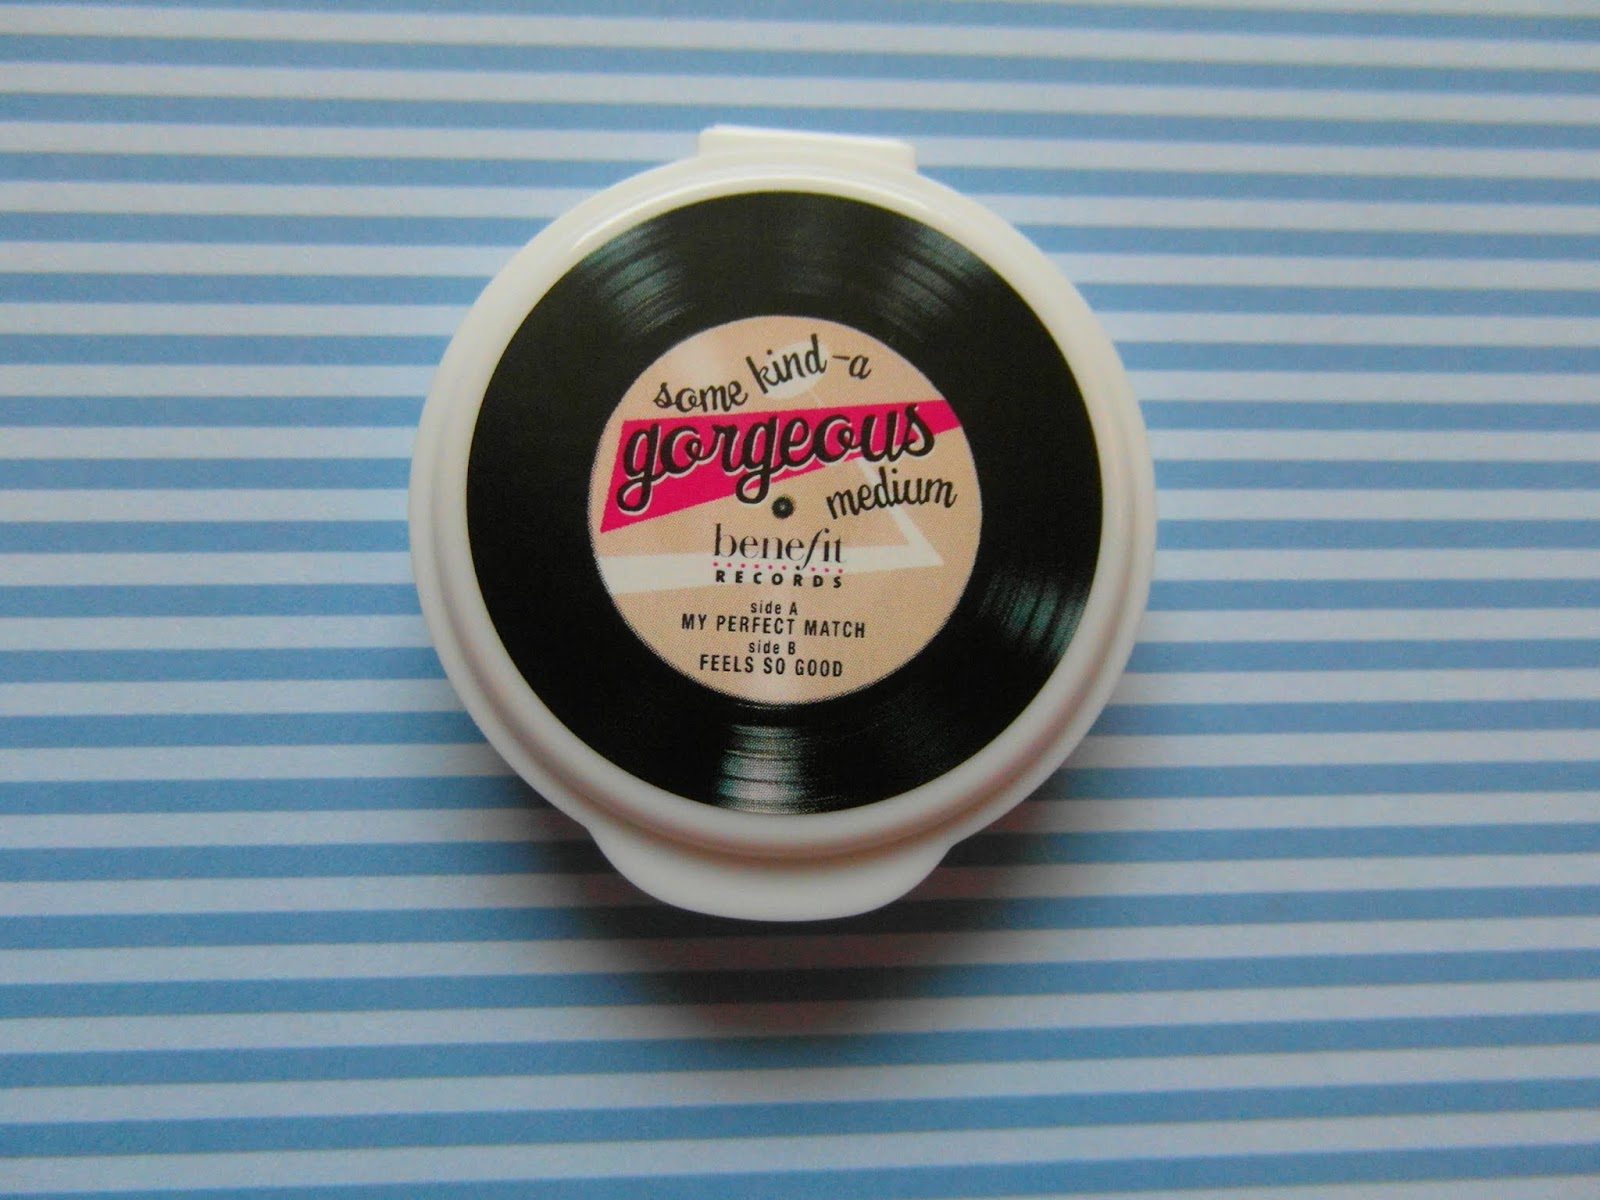 some kind-a
gorgeous
medium
benefit
RECORDS
side A
MY PERFECT MATCH
side B
FEELS SO GOOD